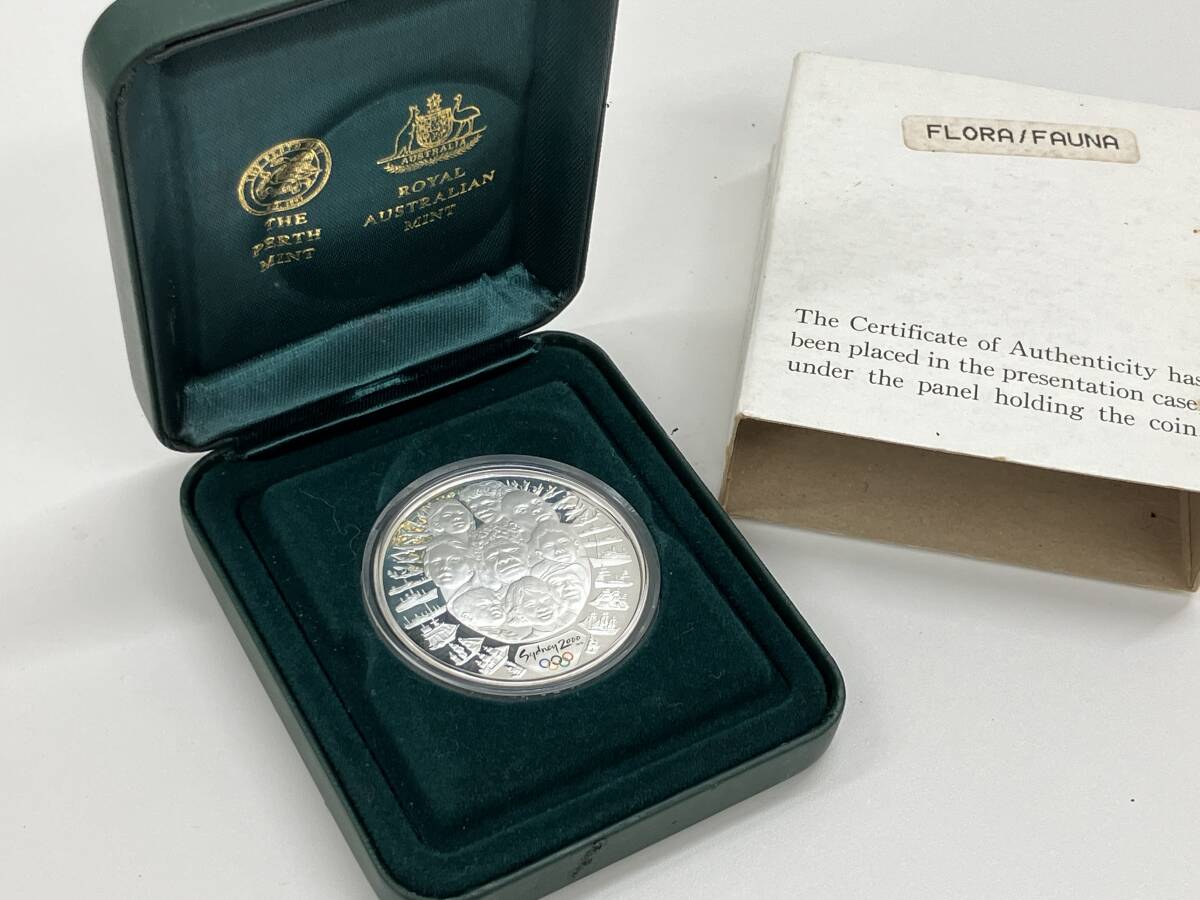 THE
PERTH
MINT
AUSTRALIA
ROYAL
AUSTRALIAN
MINT
FLORA/FAUNA
The Certificate of Authenticity has
been placed in the presentation case
under the panel holding the coin
Sydney 2000